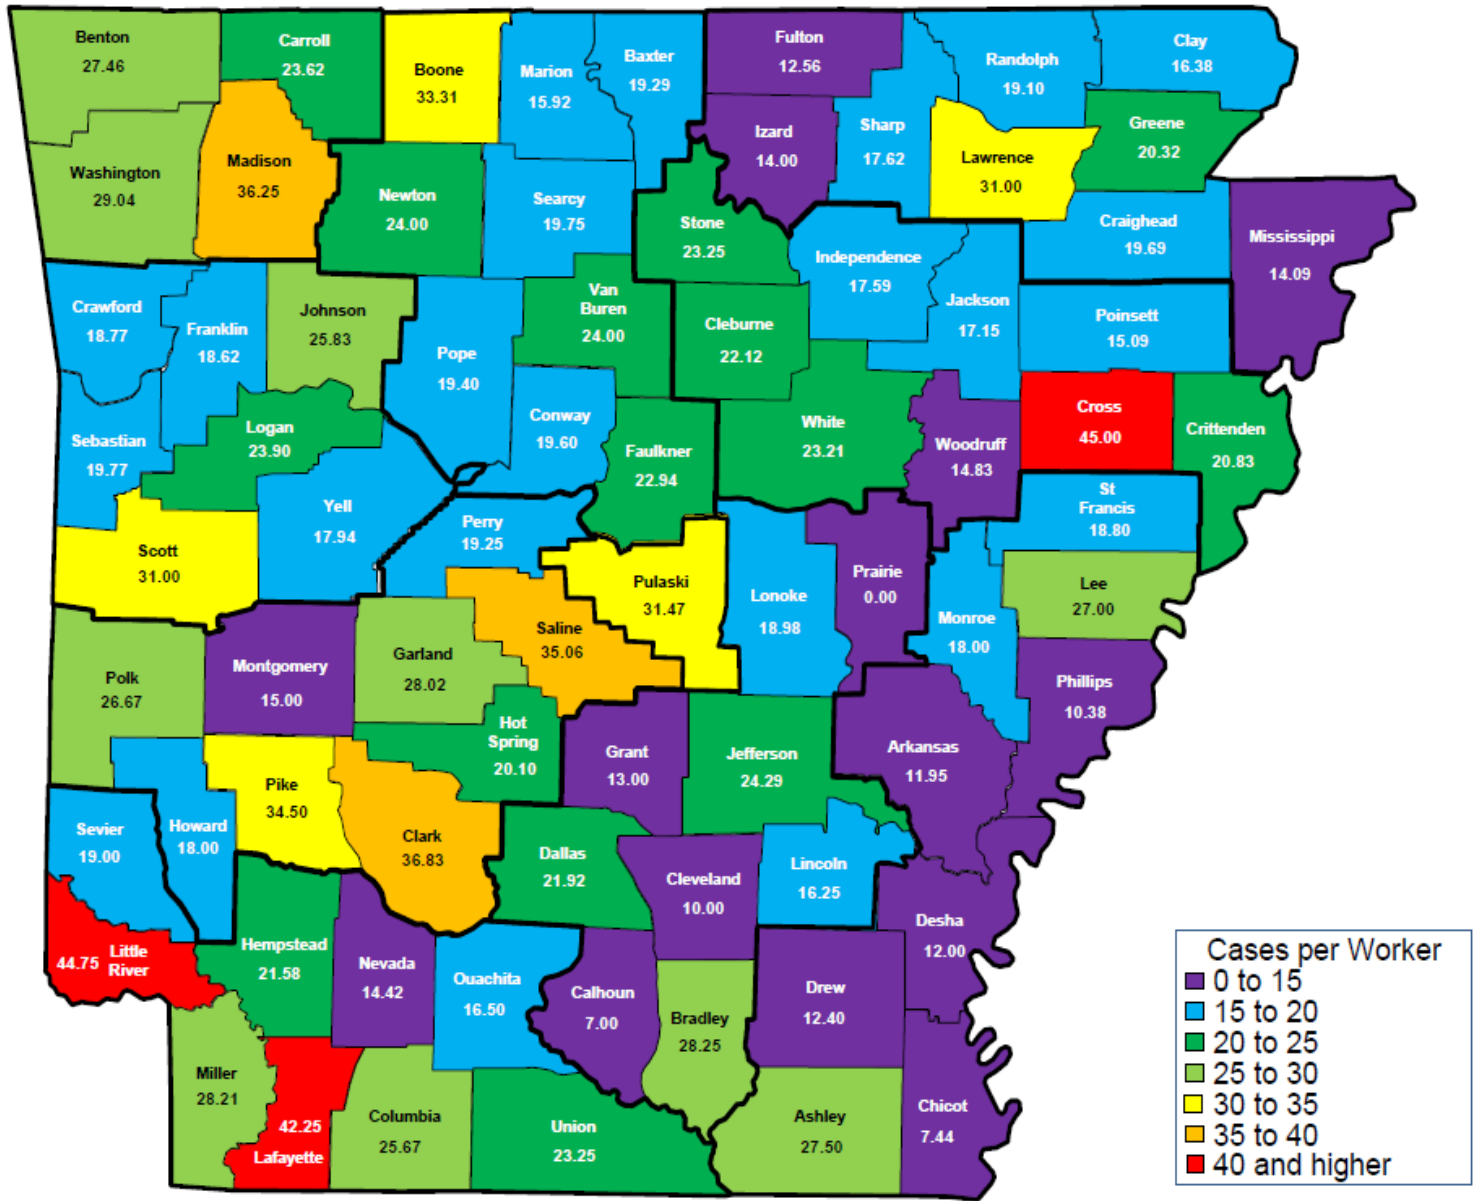 Benton
27.46
Carroll
23.62
Boone
33.31
Marion
15.92
Baxter
19.29
Fulton
12.56
Randolph
19.10
Clay
16.38
Washington
29.04
Madison
36.25
Newton
24.00
Searcy
19.75
Stone
23.25
Izard
14.00
Sharp
17.62
Lawrence
31.00
Greene
20.32
Craighead
19.69
Mississippi
14.09
Crawford
18.77
Franklin
18.62
Johnson
25.83
Pope
19.40
Van
Buren
24.00
Cleburne
22.12
Independence
17.59
Jackson
17.15
Poinsett
15.09
Sebastian
19.77
Logan
23.90
Conway
19.60
Faulkner
22.94
White
23.21
Woodruff
14.83
Cross
45.00
Crittenden
20.83
Scott
31.00
Yell
17.94
Perry
19.25
Pulaski
31.47
Lonoke
18.98
Prairie
0.00
St
Francis
18.80
Lee
27.00
Monroe
18.00
Polk
26.67
Montgomery
15.00
Garland
28.02
Saline
35.06
Hot
Spring
20.10
Grant
13.00
Jefferson
24.29
Arkansas
11.95
Phillips
10.38
Sevier
19.00
Howard
18.00
Pike
34.50
Clark
36.83
Dallas
21.92
Cleveland
10.00
Lincoln
16.25
Desha
12.00
44.75 Little
River
Hempstead
21.58
Nevada
14.42
Ouachita
16.50
Calhoun
7.00
Bradley
28.25
Drew
12.40
Miller
28.21
42.25
Lafayette
Columbia
25.67
Union
23.25
Ashley
27.50
Chicot
7.44
Cases per Worker
0 to 15
15 to 20
20 to 25
25 to 30
30 to 35
35 to 40
40 and higher